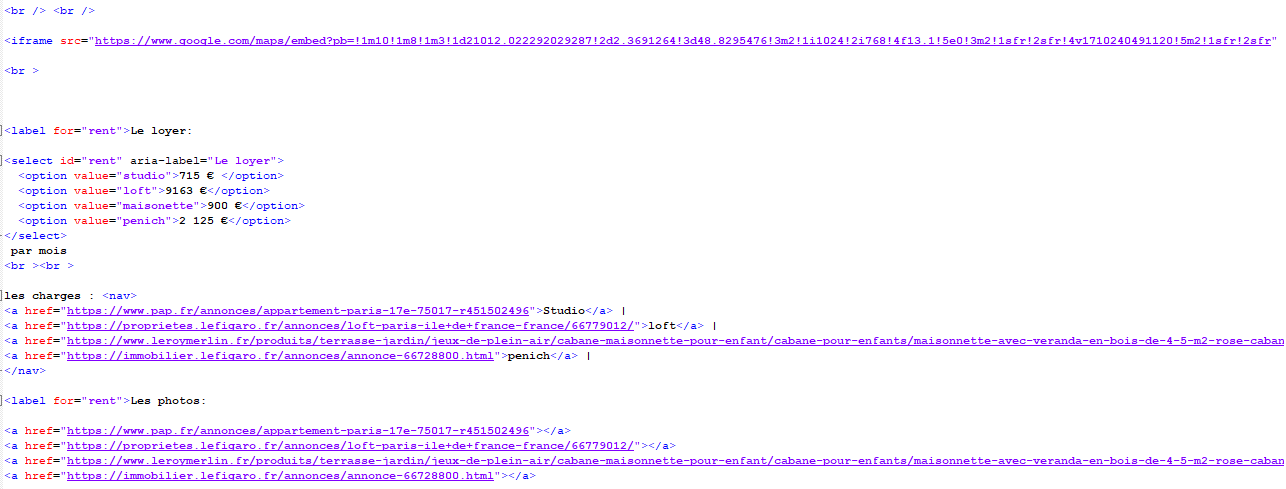 <br /> <br />
<iframe src="https://www.google.com/maps/embed?pb=!1m10!1m8!1m3!1d21012.022292029287!2d2.3691264!3d48.8295476!3m2!1i1024!2i768!4f13.1!5e0!3m2!1sfr!2sfr!4v1710240491120!5m2!1sfr!2sfr"
<br >
<label for="rent">Le loyer:
<select id="rent" aria-label="Le loyer">
<option value="studio">715 € </option>
<option value="loft">9163 €</option>
<option value="maisonette">900 €</option>
<option value="penich">2 125 €</option>
</select>
par mois
<br ><br >
les charges : <nav>
<a href="https://www.pap.fr/annonces/appartement-paris-17e-75017-r451502496">Studio</a> |
<a href="https://proprietes.lefigaro.fr/annonces/loft-paris-ile+de+france-france/66779012/">loft</a> |
<a href="https://www.leroymerlin.fr/produits/terrasse-jardin/jeux-de-plein-air/cabane-maisonnette-pour-enfant/cabane-pour-enfants/maisonnette-avec-veranda-en-bois-de-4-5-m2-rose-caban
<a href="https://immobilier.lefigaro.fr/annonces/annonce-66728800.html">penich</a> |
</nav>
<label for="rent">Les photos:
<a href="https://www.pap.fr/annonces/appartement-paris-17e-75017-r451502496"></a>
<a href="https://proprietes.lefigaro.fr/annonces/loft-paris-ile+de+france-france/66779012/"></a>
<a href="https://www.leroymerlin.fr/produits/terrasse-jardin/jeux-de-plein-air/cabane-maisonnette-pour-enfant/cabane-pour-enfants/maisonnette-avec-veranda-en-bois-de-4-5-m2-rose-caban
<a href="https://immobilier.lefigaro.fr/annonces/annonce-66728800.html"></a>